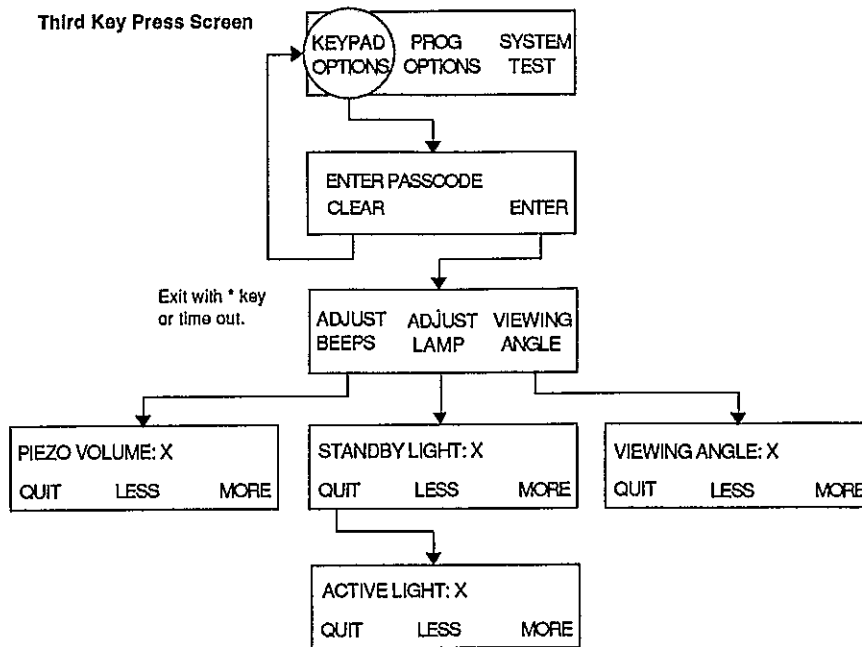 Third Key Press Screen
KEYPAD PROG SYSTEM
OPTIONS OPTIONS TEST
ENTER PASSCODE
CLEAR ENTER
Exit with * key
or time out.
ADJUST ADJUST VIEWING
BEEPS LAMP ANGLE
PIEZO VOLUME: X
QUIT LESS MORE
STANDBY LIGHT: X
QUIT LESS MORE
VIEWING ANGLE: X
QUIT LESS MORE
ACTIVE LIGHT: X
QUIT LESS MORE